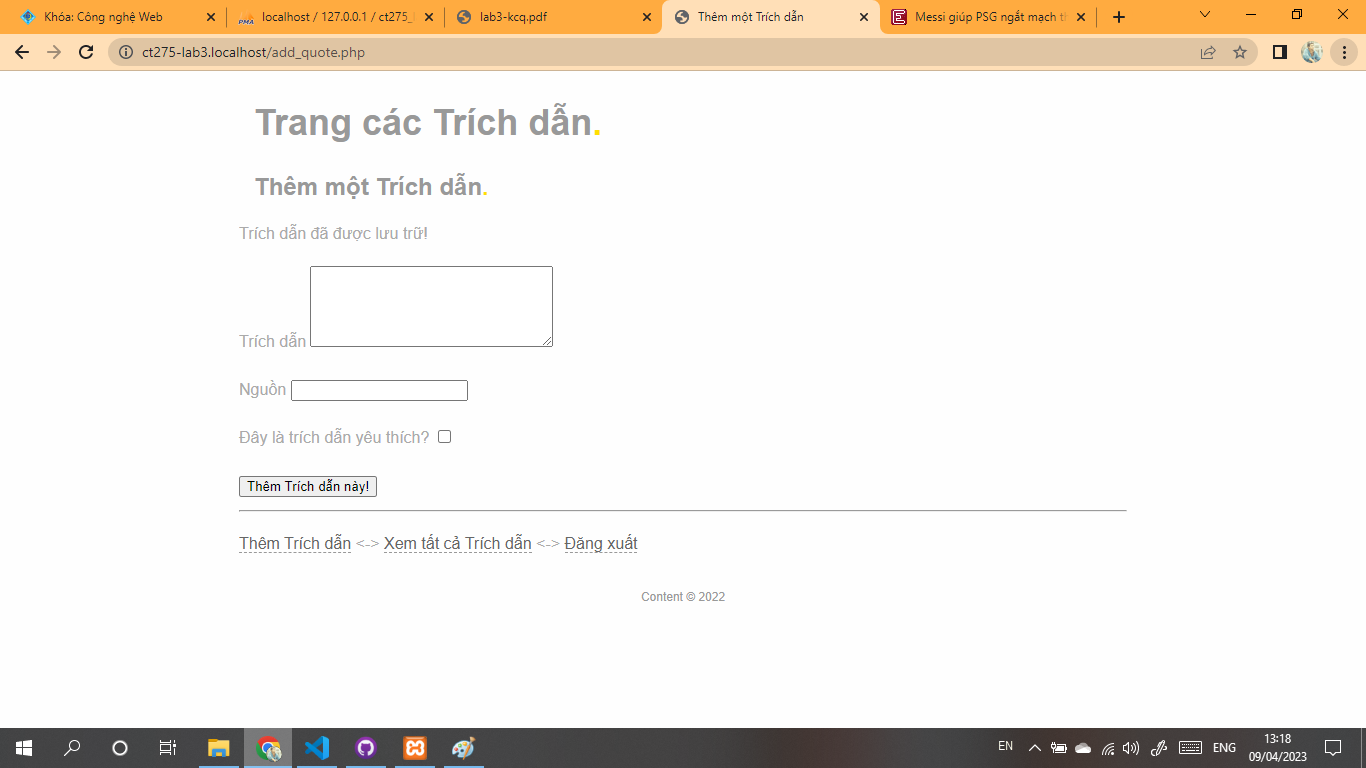 Khóa: Công nghệ Web
PMA
localhost / 127.0.0.1 / ct275_
lab3-kcq.pdf
Thêm một Trích dẫn
Messi giúp PSG ngắt mạch t
ct275-lab3.localhost/add_quote.php
Trang các Trích dẫn.
Thêm một Trích dẫn.
Trích dẫn đã được lưu trữ!
Trích dẫn
Nguồn
Đây là trích dẫn yêu thích?
Thêm Trích dẫn này!
Thêm Trích dẫn <-> Xem tất cả Trích dẫn <-> Đăng xuất
Content © 2022
EN
ENG
13:18
09/04/2023